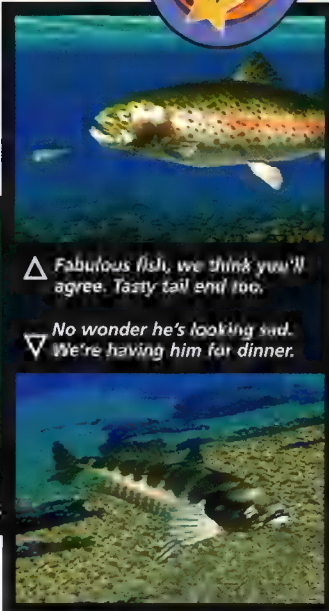 Fabulous fish, we think you'll
agree. Tasty tail end too.
No wonder he's looking sad.
We're having him for dinner.